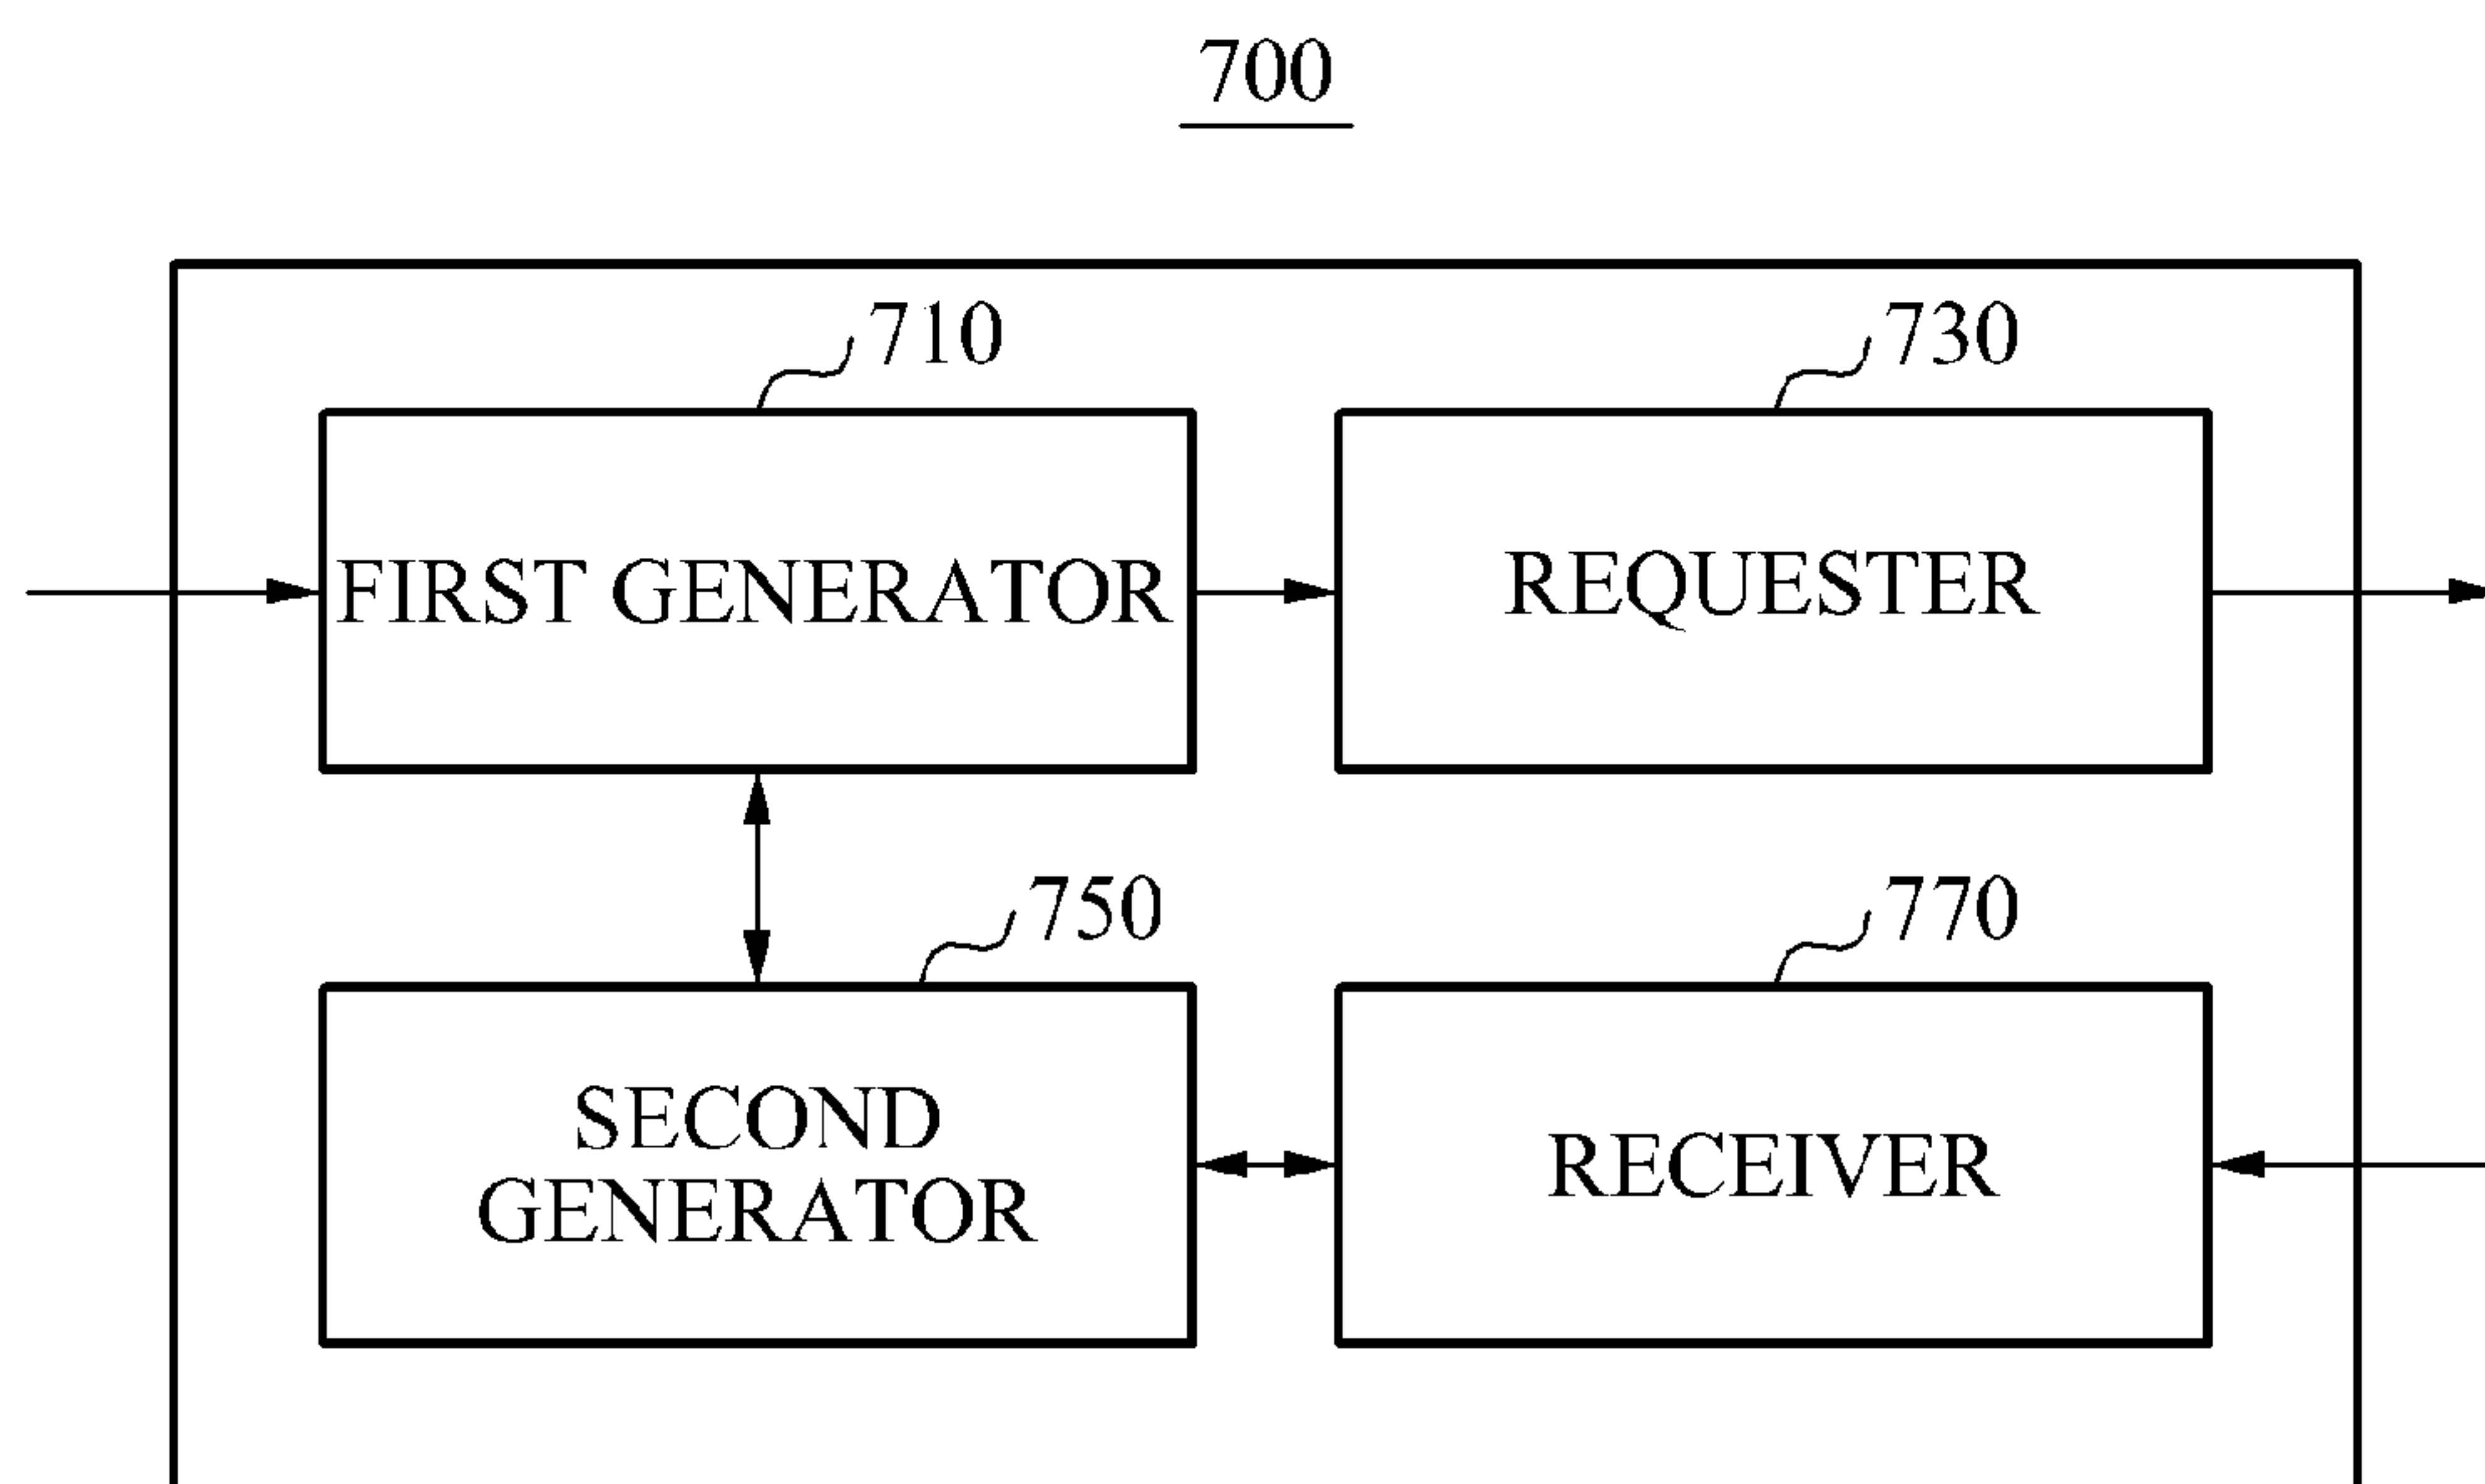 700
710
730
FIRST GENERATOR
REQUESTER
750
770
SECOND
GENERATOR
RECEIVER